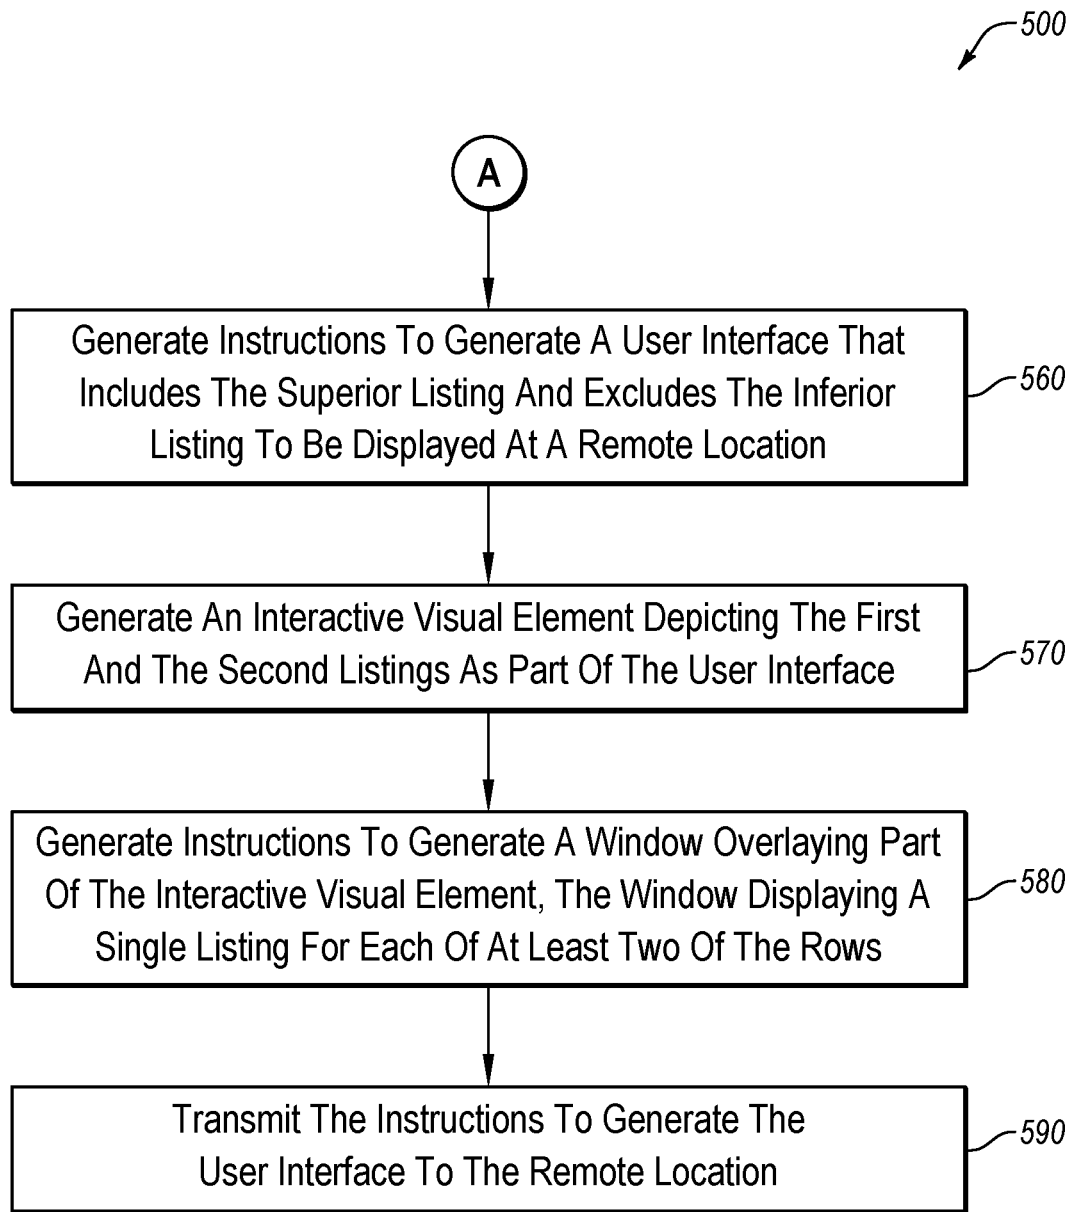 500
A
Generate Instructions To Generate A User Interface That
Includes The Superior Listing And Excludes The Inferior
Listing To Be Displayed At A Remote Location
560
Generate An Interactive Visual Element Depicting The First
And The Second Listings As Part Of The User Interface
570
Generate Instructions To Generate A Window Overlaying Part
Of The Interactive Visual Element, The Window Displaying A
Single Listing For Each Of At Least Two Of The Rows
580
Transmit The Instructions To Generate The
User Interface To The Remote Location
590